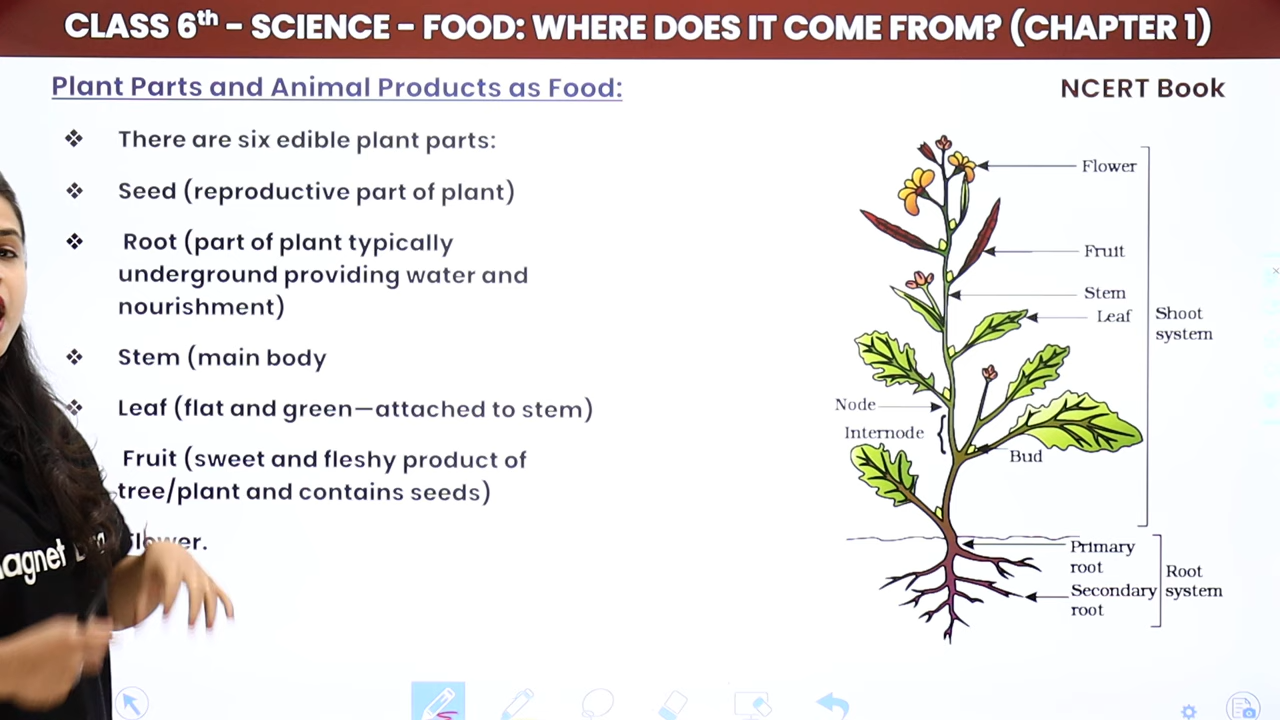 CLASS 6th - SCIENCE - FOOD: WHERE DOES IT COME FROM? (CHAPTER 1)
Plant Parts and Animal Products as Food:
NCERT Book
There are six edible plant parts:
Seed (reproductive part of plant)
Root (part of plant typically
underground providing water and
nourishment)
Stem (main body
Leaf (flat and green—attached to stem)
Fruit (sweet and fleshy product of
tree/plant and contains seeds)
Flower.
Flower
Fruit
Stem
Leaf
Shoot
system
Node
Internode
Bud
Primary
root
Secondary
root
Root
system
agnet